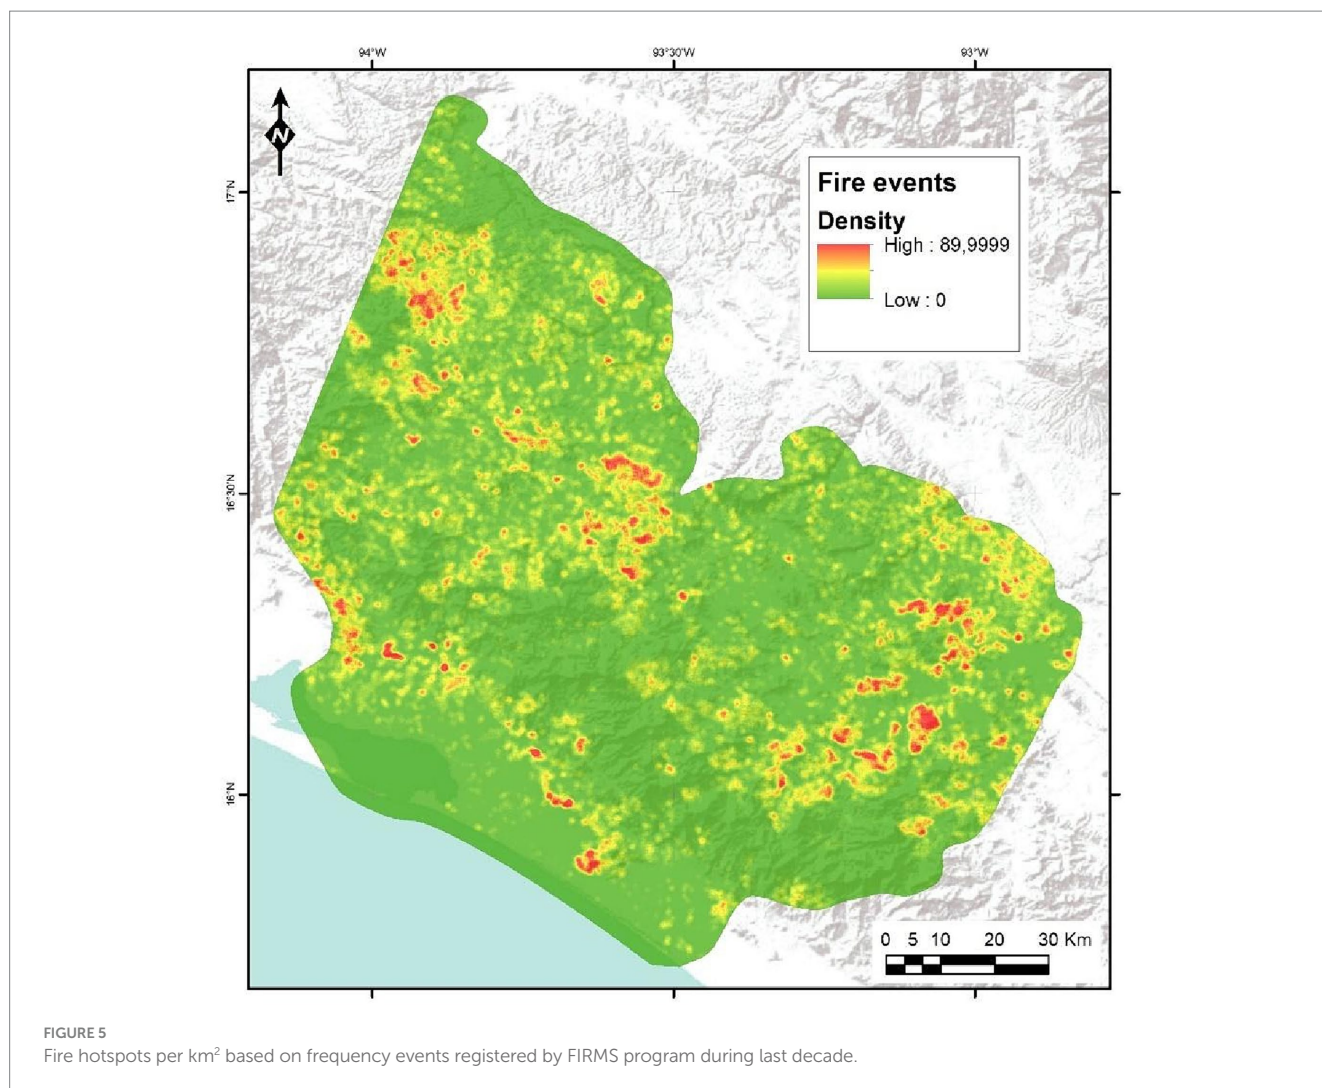 94°W 93°30'W 93°W
N
17°N
16°30'N
16°N
Fire events
Density
High : 89,9999
Low : 0
0 5 10 20 30 Km
FIGURE 5
Fire hotspots per km² based on frequency events registered by FIRMS program during last decade.